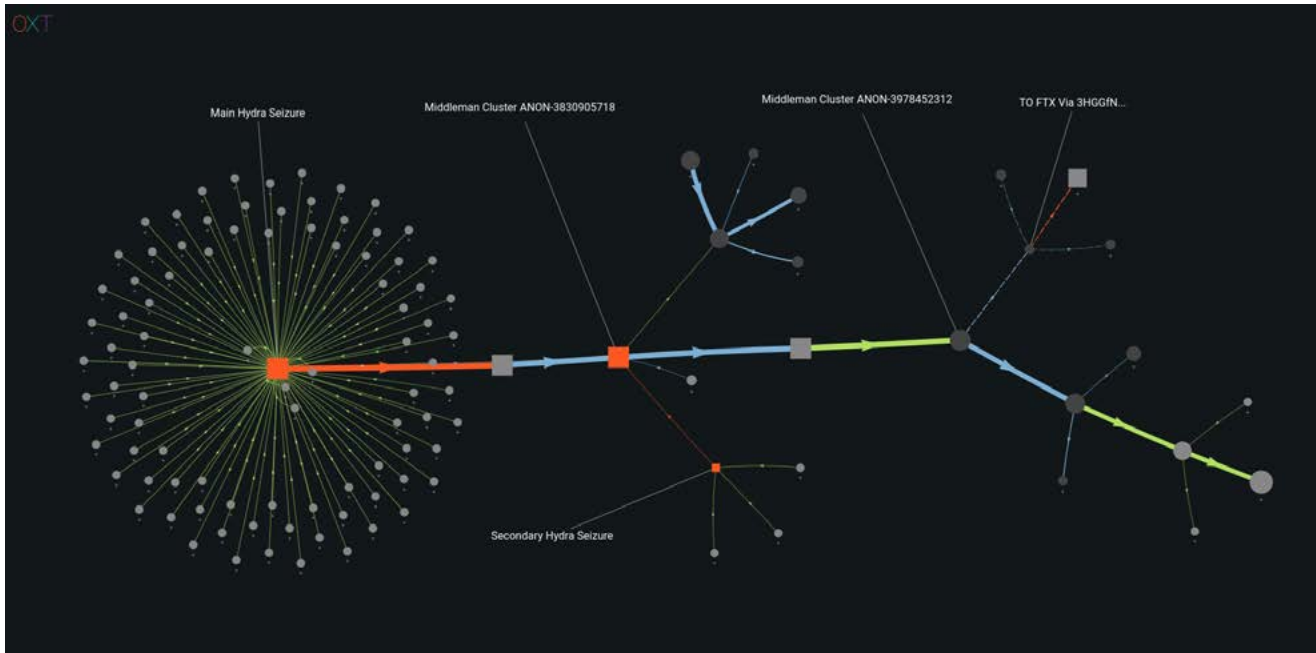 OXT
Main Hydra Seizure
Middleman Cluster ANON-3830905718
Middleman Cluster ANON-3978452312
TO FTX Via 3HGGfN...
Secondary Hydra Seizure